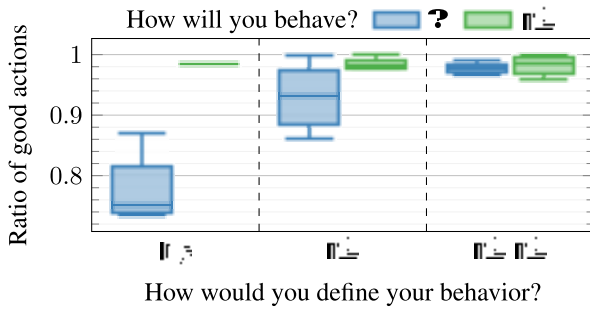 How will you behave? ?
1
0.9
0.8
Ratio of good actions
How would you define your behavior?